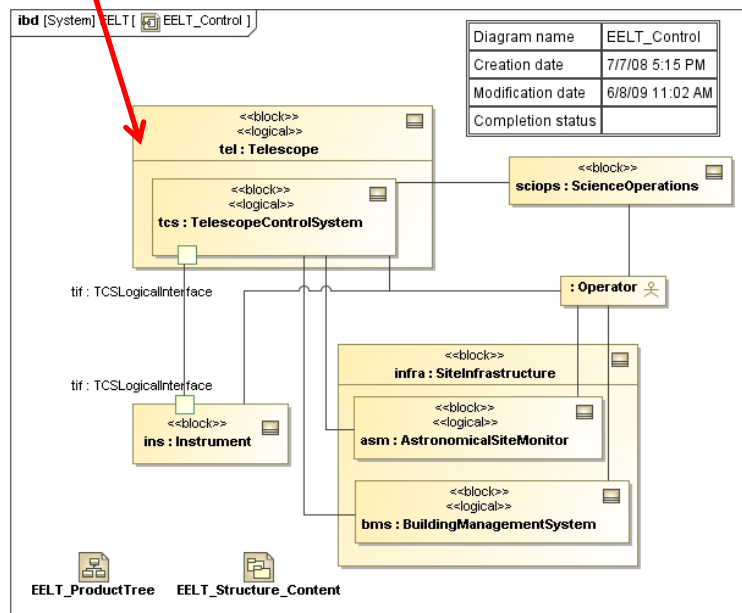 ibd [System] EELT [ EELT_Control ]
Diagram name EELT_Control
Creation date 7/7/08 5:15 PM
Modification date 6/8/09 11:02 AM
Completion status
<<block>>
<<logical>>
tel : Telescope
<<block>>
<<logical>>
tcs : TelescopeControlSystem
<<block>>
sciops : ScienceOperations
tif : TCSLogicalInterface
: Operator
<<block>>
infra : SiteInfrastructure
tif : TCSLogicalInterface
<<block>>
ins : Instrument
<<block>>
<<logical>>
asm : AstronomicalSiteMonitor
<<block>>
<<logical>>
bms : BuildingManagementSystem
EELT_ProductTree
EELT_Structure_Content